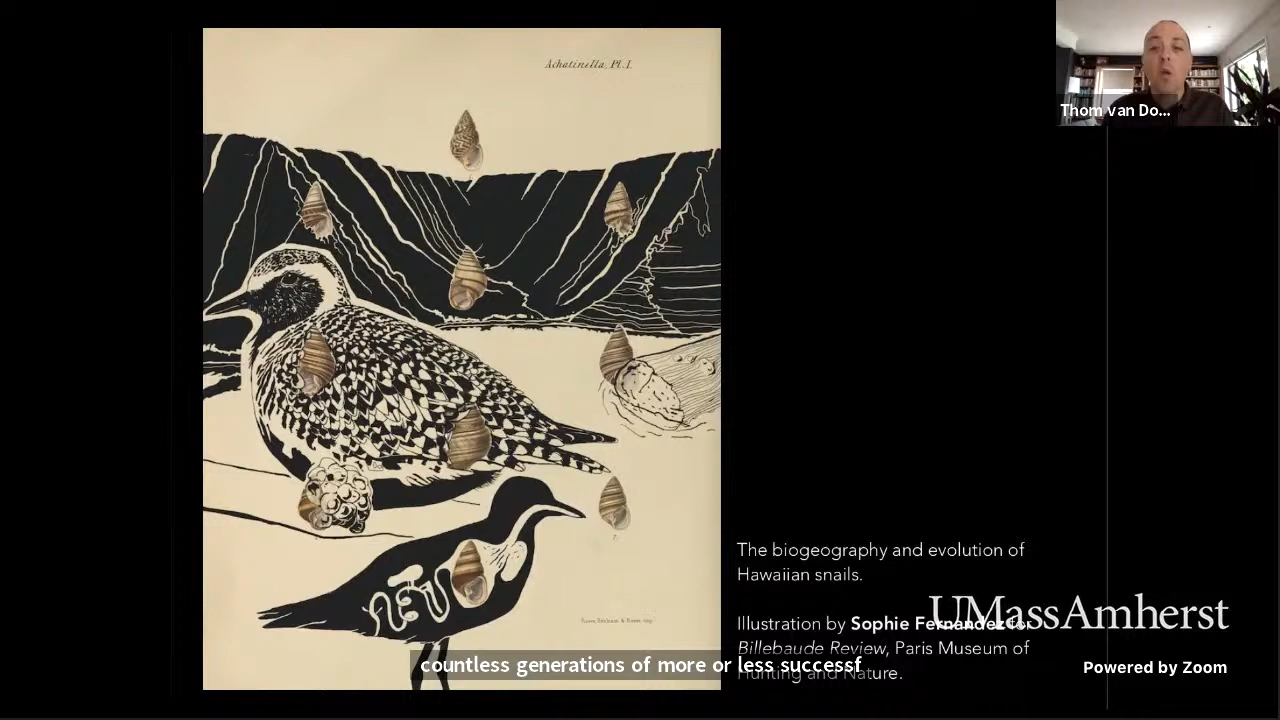 Achatinella, Pl. I.
Thom van Do...
7.
The biogeography and evolution of
Hawaiian snails.
UMassAmherst
Illustration by Sophie Fernandez for
Billebaude Review, Paris Museum of
Hunting and Nature.
countless generations of more or less successf
Powered by Zoom